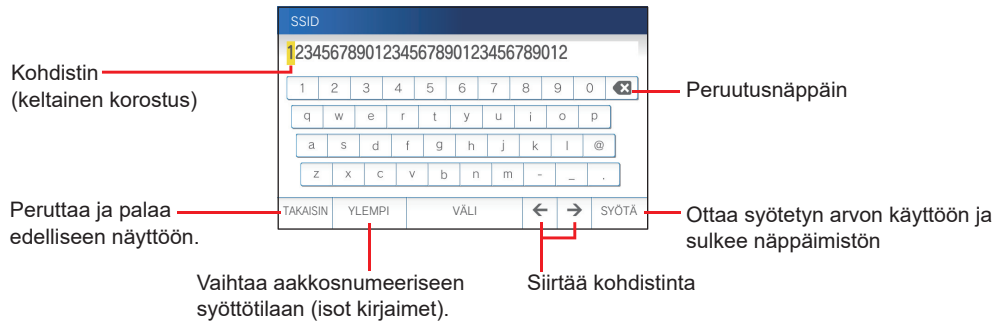 SSID
12345678901234567890123456789012
Kohdistin
(keltainen korostus)
1 2 3 4 5 6 7 8 9 0
Peruutusnäppäin
q w e r t y u i o p
a s d f g h j k l @
z x c v b n m - _ .
Peruttaa ja palaa
edelliseen näyttöön.
TAKAISIN YLEMPI VÄLI ← → SYÖTÄ
Ottaa syötetyn arvon käyttöön ja
sulkee näppäimistön
Vaihtaa aakkosnumeeriseen
syöttötilaan (isot kirjaimet).
Siirtää kohdistinta